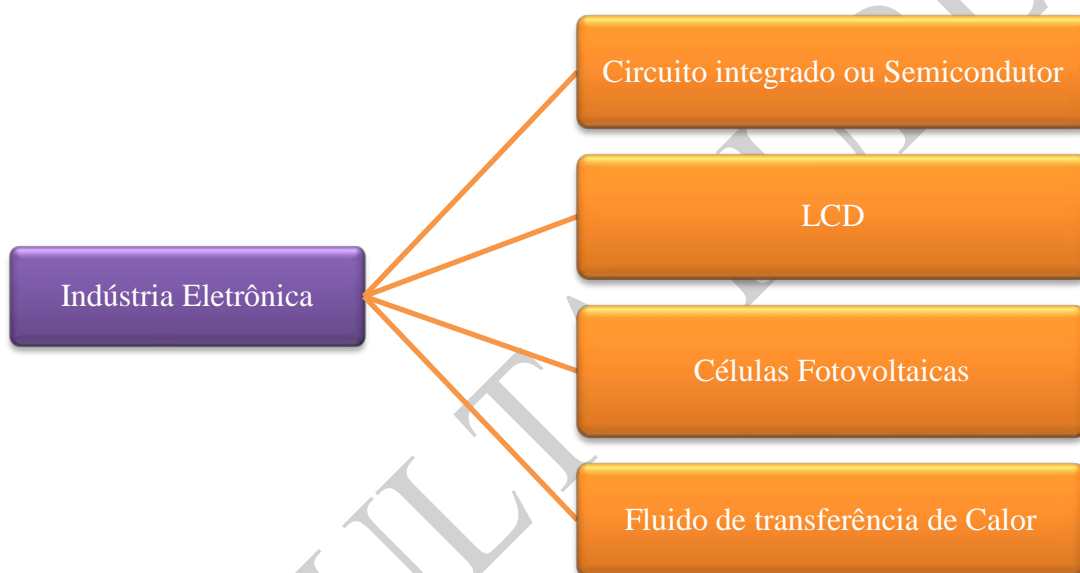 Circuito integrado ou Semicondutor
LCD
Indústria Eletrônica
Células Fotovoltaicas
Fluido de transferência de Calor